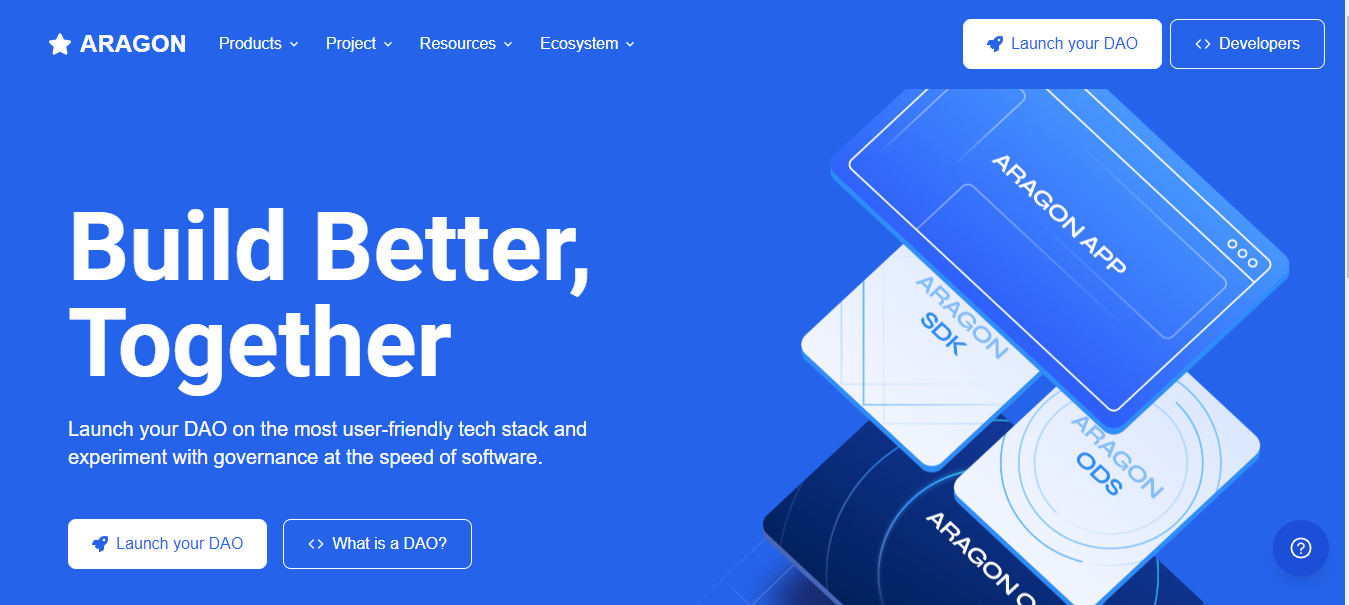 ARAGON
Products
Project
Resources
Ecosystem
Launch your DAO
Developers
Build Better,
Together
Launch your DAO on the most user-friendly tech stack and
experiment with governance at the speed of software.
Launch your DAO
What is a DAO?
ARAGON APP
ARAGON
SDK
ARAGON
ODS
ARAGON O